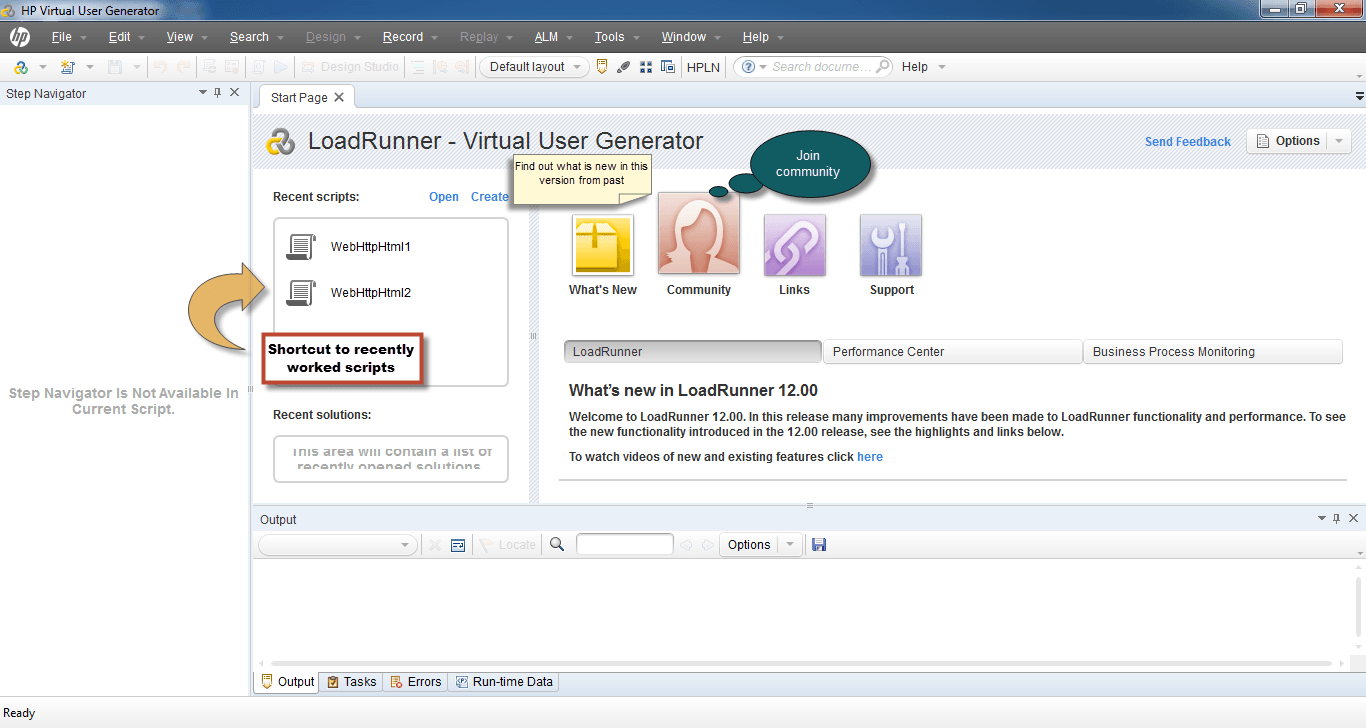 HP Virtual User Generator
hp File Edit View Search Design Record Replay ALM Tools Window Help
Design Studio Default layout HPLN Search docume... Help
Step Navigator
Start Page
LoadRunner - Virtual User Generator
Send Feedback Options
Find out what is new in this
version from past
Join
community
Recent scripts: Open Create
WebHttpHtml1
WebHttpHtml2
Shortcut to recently
worked scripts
What's New Community Links Support
Step Navigator Is Not Available In
Current Script.
Recent solutions:
This area will contain a list of
recently opened solutions
LoadRunner Performance Center Business Process Monitoring
What's new in LoadRunner 12.00
Welcome to LoadRunner 12.00. In this release many improvements have been made to LoadRunner functionality and performance. To see
the new functionality introduced in the 12.00 release, see the highlights and links below.
To watch videos of new and existing features click here
Output
Locate Options
Output Tasks Errors Run-time Data
Ready